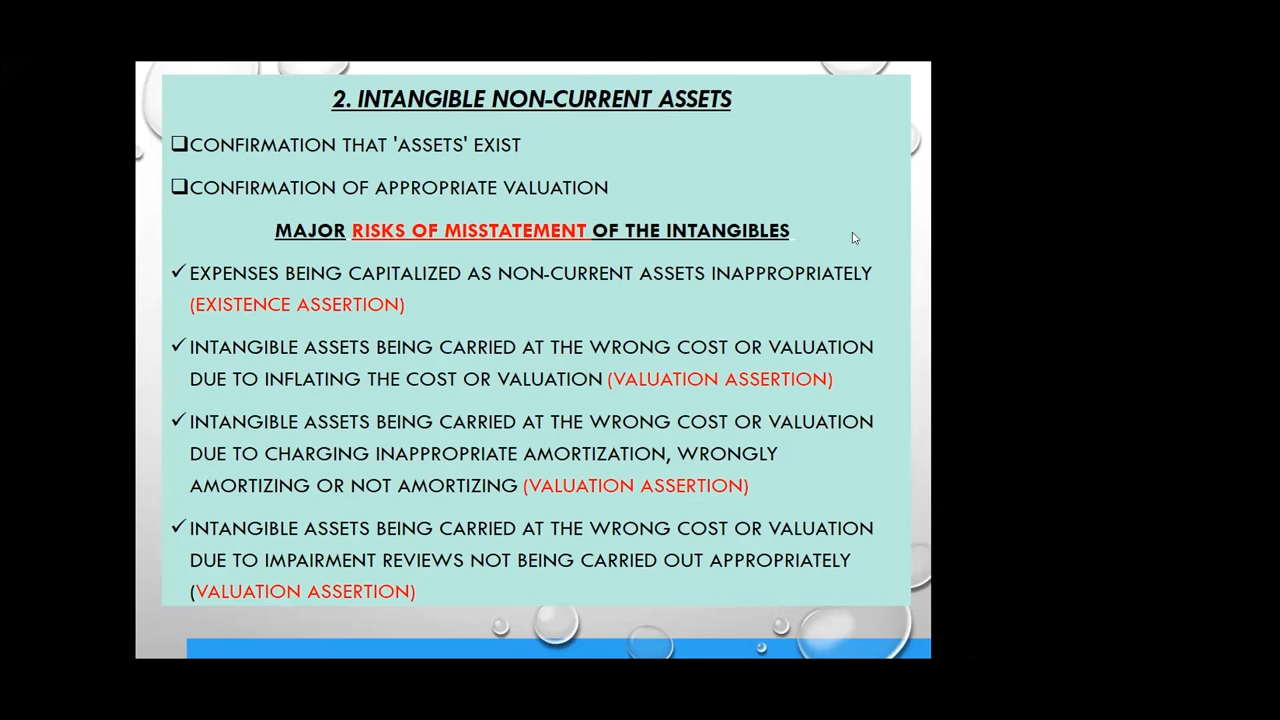 2. INTANGIBLE NON-CURRENT ASSETS
❑CONFIRMATION THAT 'ASSETS' EXIST
❑CONFIRMATION OF APPROPRIATE VALUATION
MAJOR RISKS OF MISSTATEMENT OF THE INTANGIBLES
✓EXPENSES BEING CAPITALIZED AS NON-CURRENT ASSETS INAPPROPRIATELY
(EXISTENCE ASSERTION)
✓INTANGIBLE ASSETS BEING CARRIED AT THE WRONG COST OR VALUATION
DUE TO INFLATING THE COST OR VALUATION (VALUATION ASSERTION)
✓INTANGIBLE ASSETS BEING CARRIED AT THE WRONG COST OR VALUATION
DUE TO CHARGING INAPPROPRIATE AMORTIZATION, WRONGLY
AMORTIZING OR NOT AMORTIZING (VALUATION ASSERTION)
✓INTANGIBLE ASSETS BEING CARRIED AT THE WRONG COST OR VALUATION
DUE TO IMPAIRMENT REVIEWS NOT BEING CARRIED OUT APPROPRIATELY
(VALUATION ASSERTION)